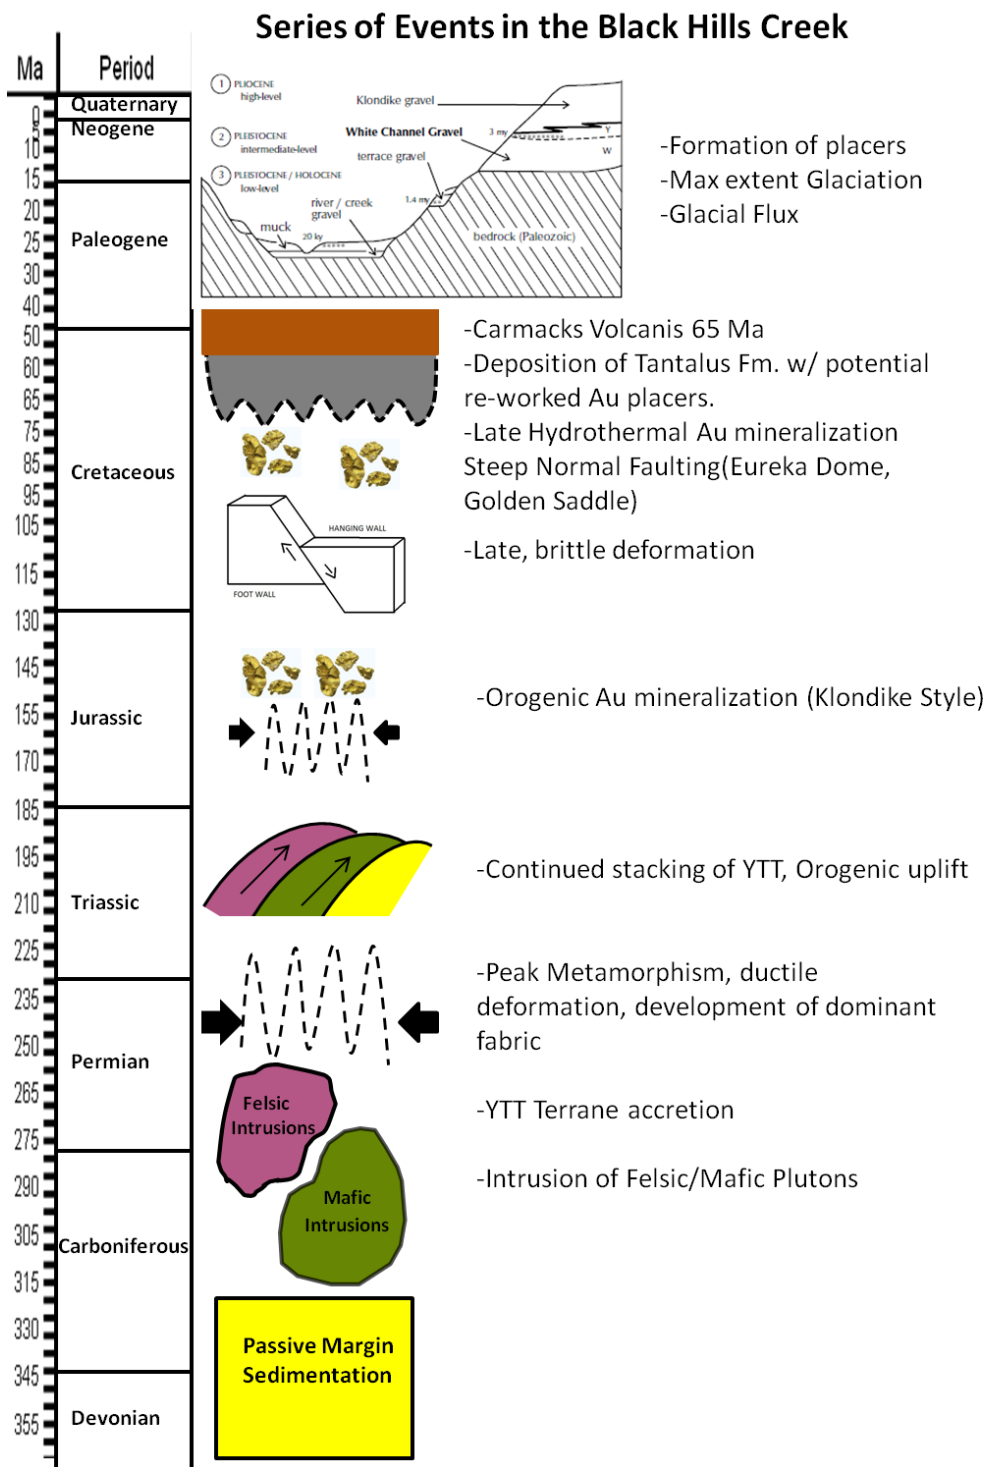 Series of Events in the Black Hills Creek
Ma Period
0
5
10
15
20
25
30
40
50
60
65
75
85
95
105
115
130
145
155
170
185
195
210
225
235
250
265
275
290
305
315
330
345
355
Quaternary
Neogene
Paleogene
Cretaceous
Jurassic
Triassic
Permian
Carboniferous
Devonian
1 PLIOCENE
high-level
2 PLEISTOCENE
intermediate-level
3 PLEISTOCENE / HOLOCENE
low-level
Klondike gravel
White Channel Gravel
3 my
Y
W
terrace gravel
1.4 my
river / creek
gravel
muck
20 ky
bedrock (Paleozoic)
-Formation of placers
-Max extent Glaciation
-Glacial Flux
-Carmacks Volcanis 65 Ma
-Deposition of Tantalus Fm. w/ potential
re-worked Au placers.
-Late Hydrothermal Au mineralization
Steep Normal Faulting(Eureka Dome,
Golden Saddle)
HANGING WALL
FOOT WALL
-Late, brittle deformation
-Orogenic Au mineralization (Klondike Style)
-Continued stacking of YTT, Orogenic uplift
-Peak Metamorphism, ductile
deformation, development of dominant
fabric
Felsic
Intrusions
-YTT Terrane accretion
-Intrusion of Felsic/Mafic Plutons
Mafic
Intrusions
Passive Margin
Sedimentation